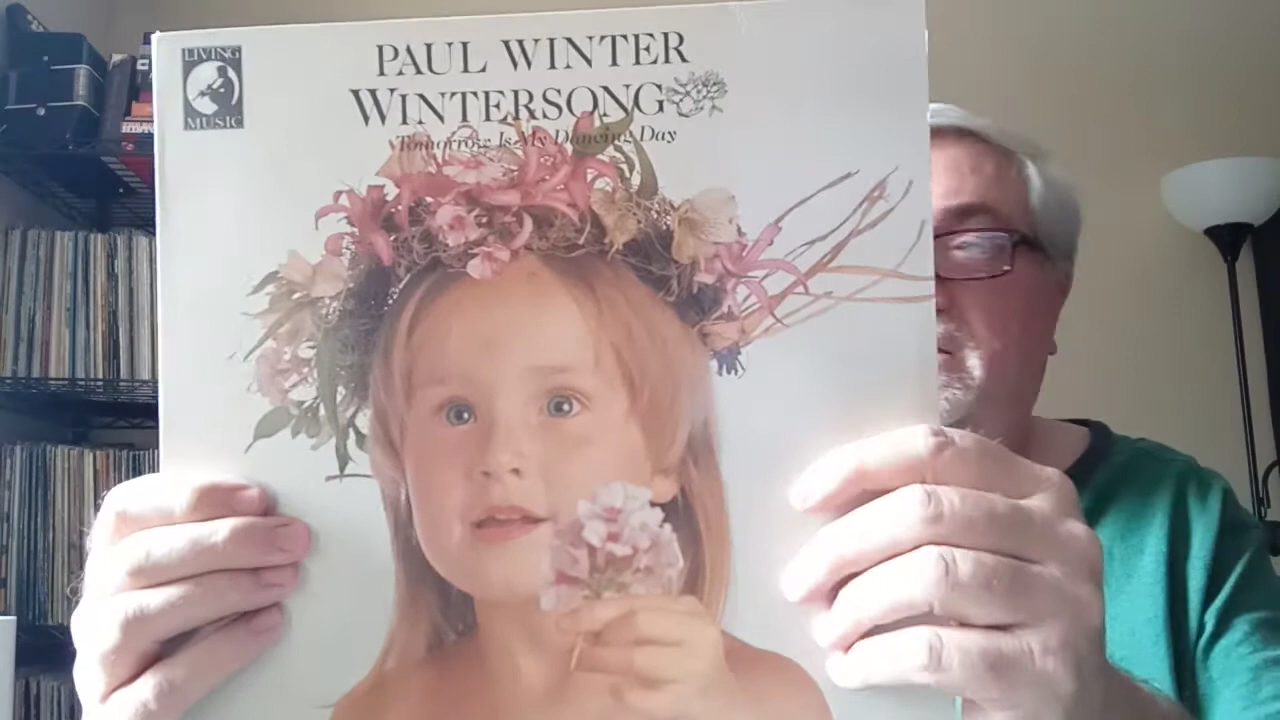 LIVING
MUSIC
PAUL WINTER
WINTERSONG
Tomorrow Is My Dancing Day